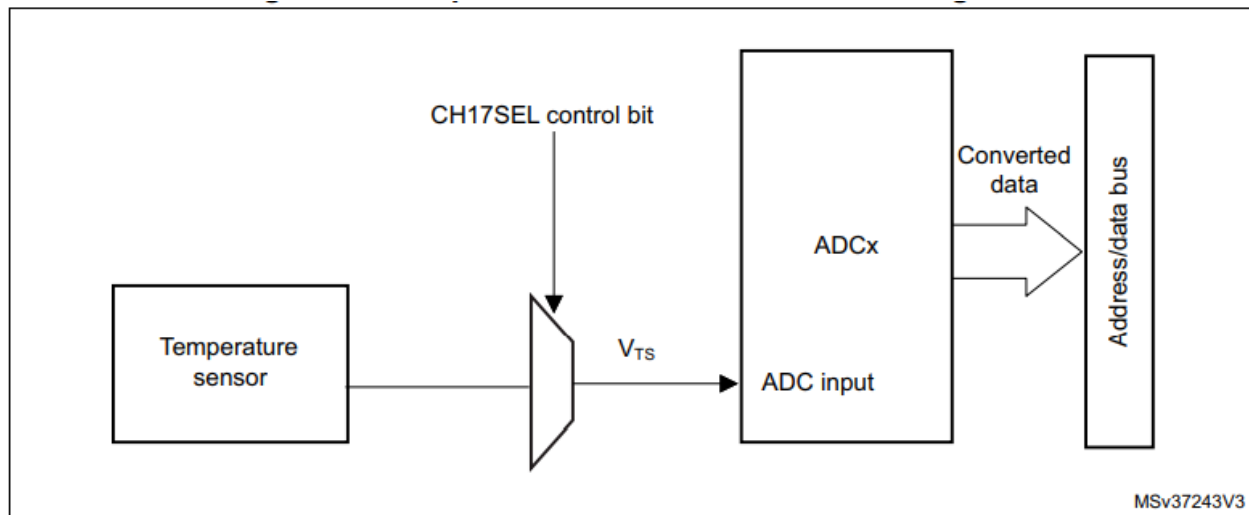 CH17SEL control bit
Converted
data
Address/data bus
ADCx
Temperature
sensor
VTS
ADC input
MSv37243V3